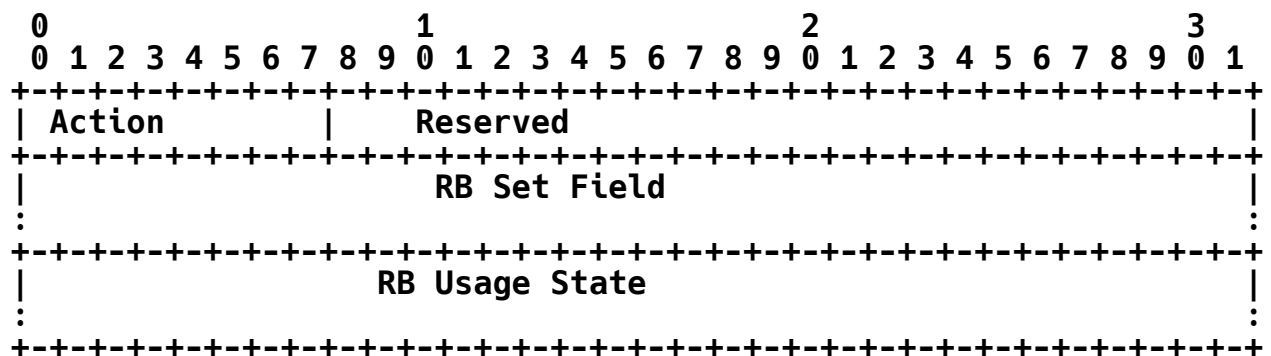 0                   1                   2                   3
 0 1 2 3 4 5 6 7 8 9 0 1 2 3 4 5 6 7 8 9 0 1 2 3 4 5 6 7 8 9 0 1
+-+-+-+-+-+-+-+-+-+-+-+-+-+-+-+-+-+-+-+-+-+-+-+-+-+-+-+-+-+-+-+-+
| Action        |    Reserved                                   |
+-+-+-+-+-+-+-+-+-+-+-+-+-+-+-+-+-+-+-+-+-+-+-+-+-+-+-+-+-+-+-+-+
|                     RB Set Field                              |
:                                                               :
+-+-+-+-+-+-+-+-+-+-+-+-+-+-+-+-+-+-+-+-+-+-+-+-+-+-+-+-+-+-+-+-+
|                  RB Usage State                               |
:                                                               :
+-+-+-+-+-+-+-+-+-+-+-+-+-+-+-+-+-+-+-+-+-+-+-+-+-+-+-+-+-+-+-+-+